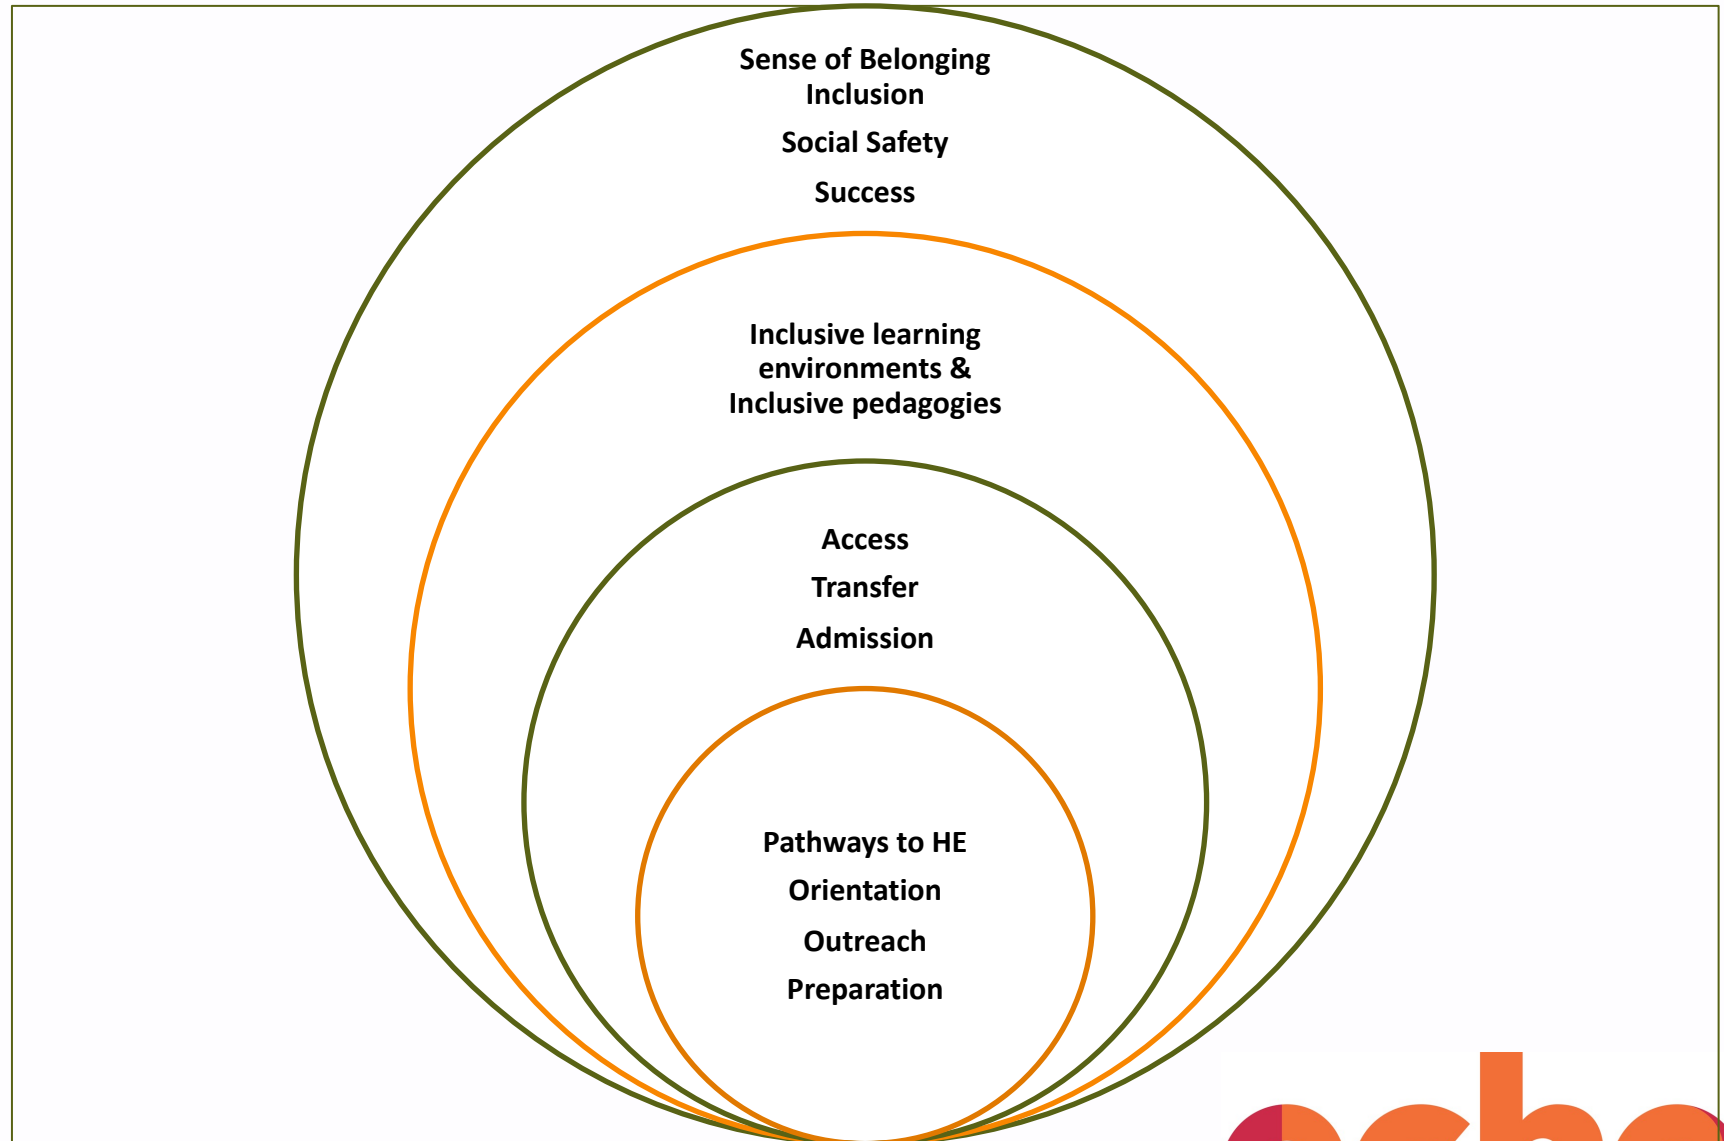 Sense of Belonging
Inclusion
Social Safety
Success
Inclusive learning
environments &
Inclusive pedagogies
Access
Transfer
Admission
Pathways to HE
Orientation
Outreach
Preparation
echo